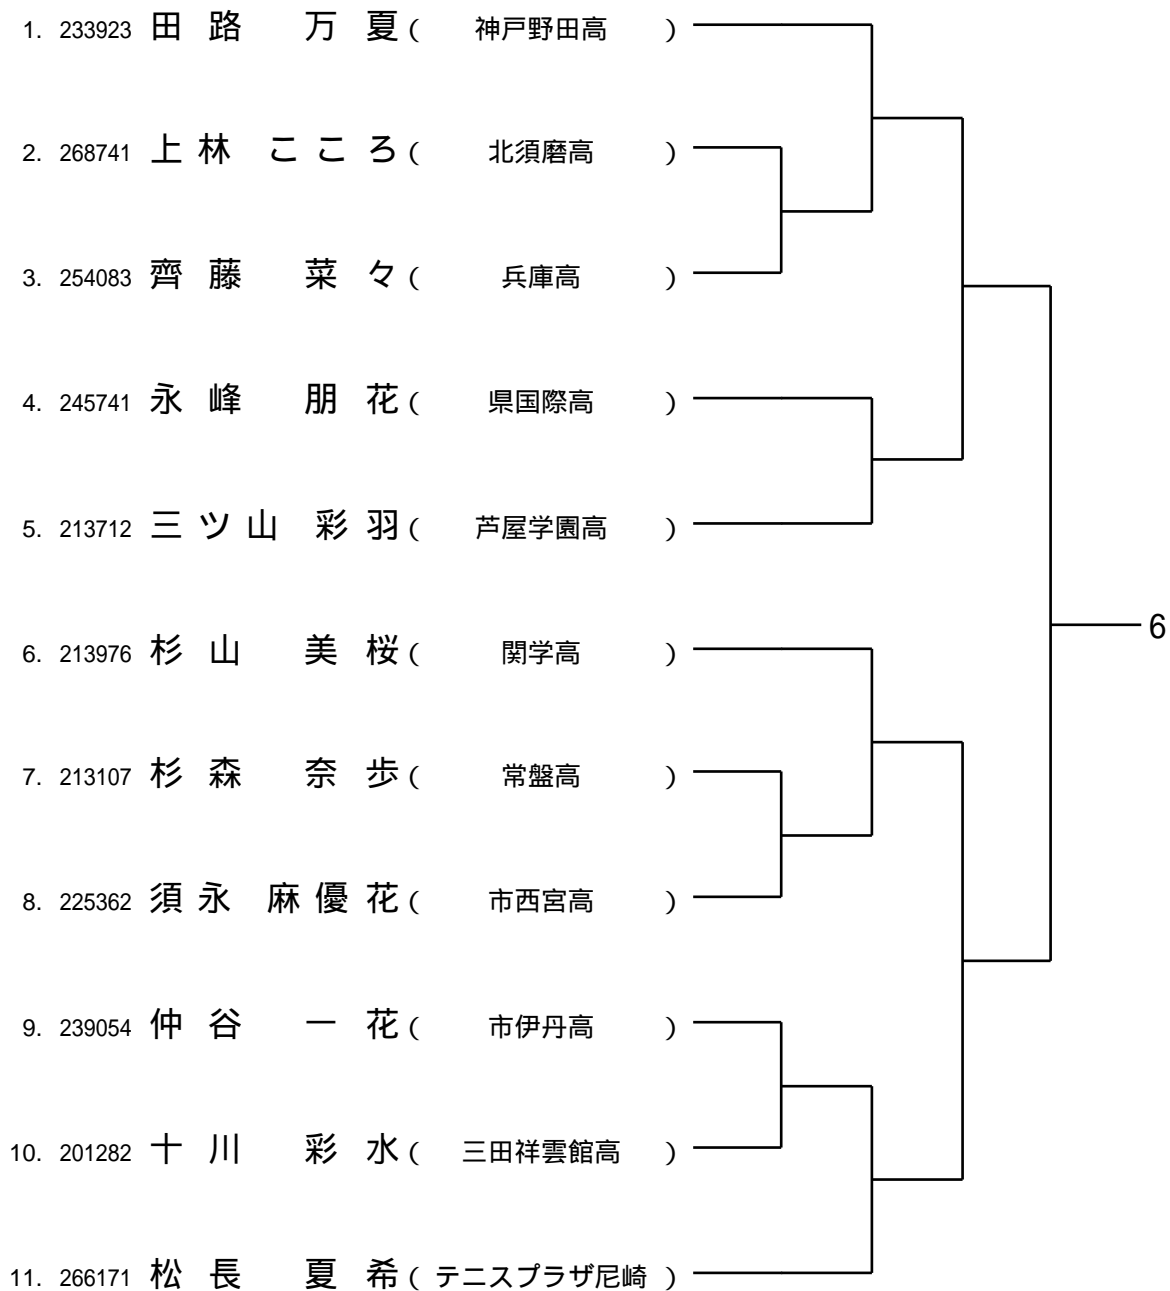 1. 233923 田路 万夏 ( 神戸野田高 )
2. 268741 上林 こころ ( 北須磨高 )
3. 254083 齊藤 菜々 ( 兵庫高 )
4. 245741 永峰 朋花 ( 県国際高 )
5. 213712 三ツ山 彩羽 ( 芦屋学園高 )
6
6. 213976 杉山 美桜 ( 関学高 )
7. 213107 杉森 奈歩 ( 常盤高 )
8. 225362 須永 麻優花 ( 市西宮高 )
9. 239054 仲谷 一花 ( 市伊丹高 )
10. 201282 十川 彩水 ( 三田祥雲館高 )
11. 266171 松長 夏希 ( テニスプラザ尼崎 )